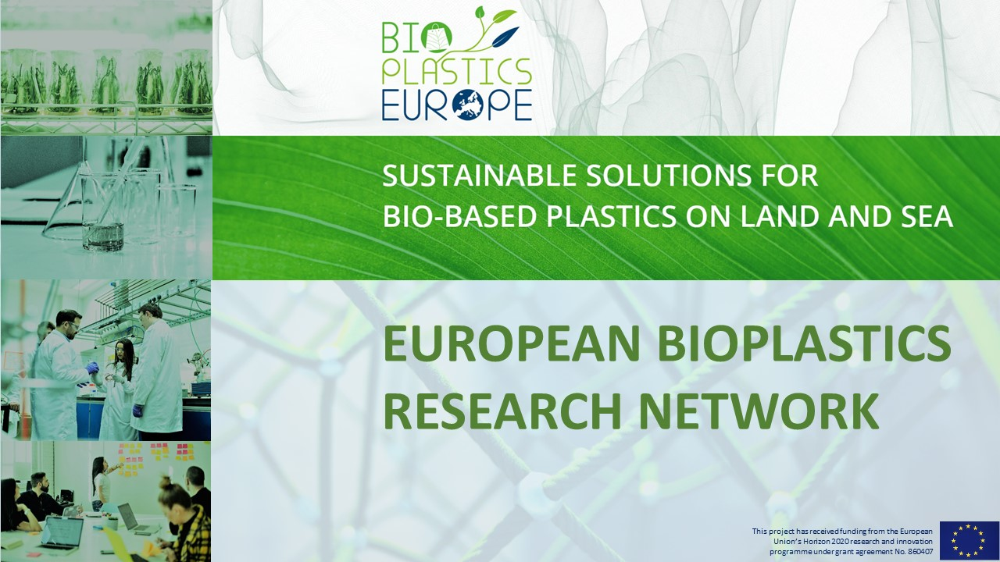 BIO
PLASTICS
EUROPE
SUSTAINABLE SOLUTIONS FOR
BIO-BASED PLASTICS ON LAND AND SEA
EUROPEAN BIOPLASTICS
RESEARCH NETWORK
This project has received funding from the European
Union's Horizon 2020 research and innovation
programme under grant agreement No. 860407